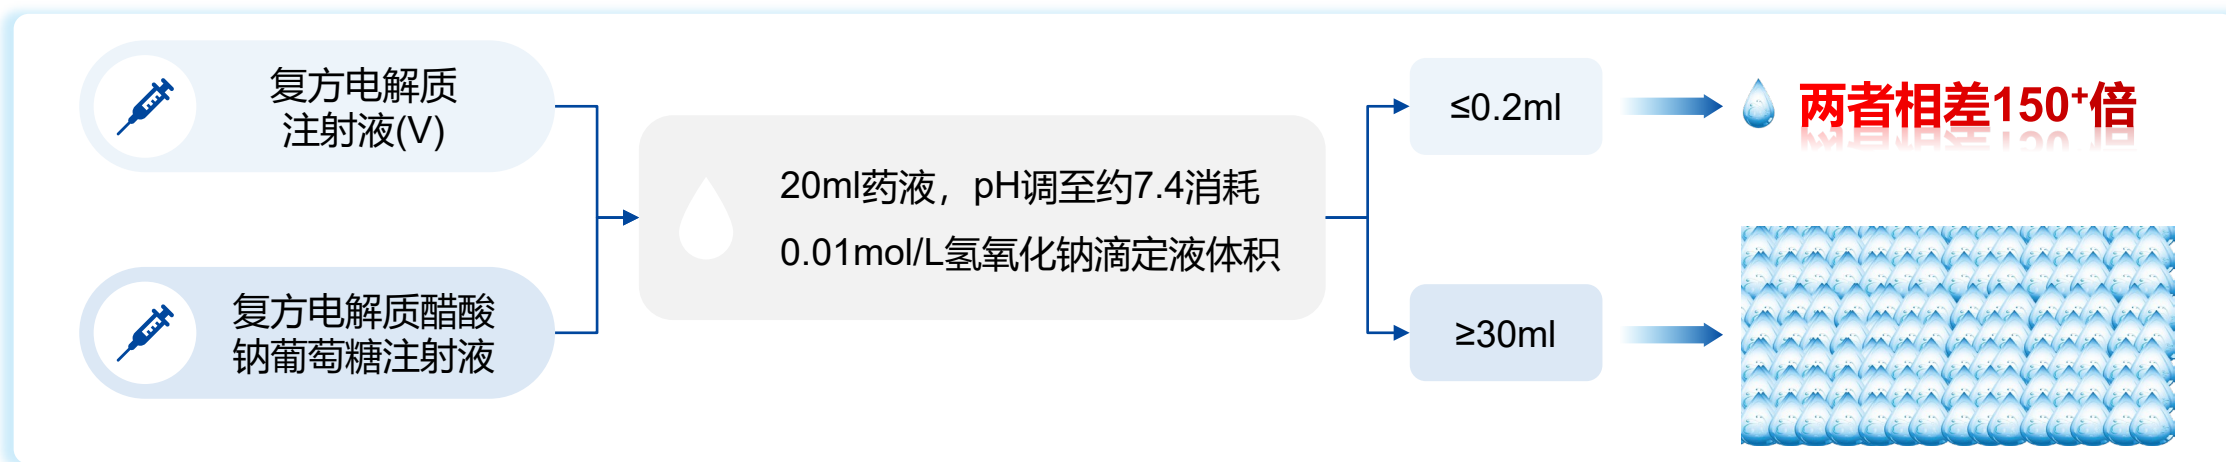 复方电解质
注射液(V)
复方电解质醋酸
钠葡萄糖注射液
20ml药液，pH调至约7.4消耗
0.01mol/L氢氧化钠滴定液体积
≤0.2ml
≥30ml
两者相差150⁺倍